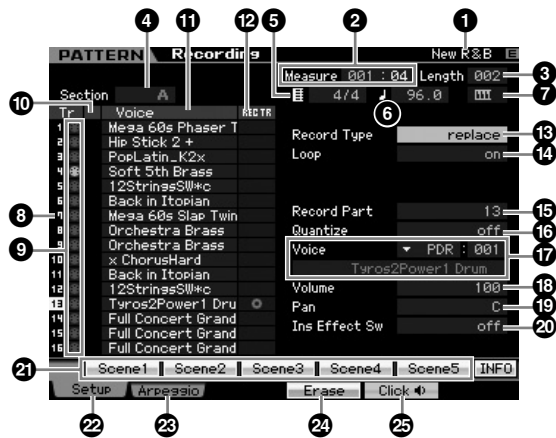 4 11 12 5 2 1
PATTERN Recording New R&B E
Measure 001 : 04 Length 002 3
Section A 4/4 96.0 7
10 6
Tr Voice REC TR
1 Mega 60s Phaser T Record Type replace 13
2 Hip Stick 2 + Loop on 14
3 PopLatin_K2x
4 Soft 5th Brass
5 12StringsSW*c
6 Back in Itopian Record Part 13 15
8 7 Mega 60s Slap Twin Quantize off 16
8 Orchestra Brass
9 9 Orchestra Brass Voice PDR : 001 17
10 x ChorusHard Tyros2Power1 Drum
11 Back in Itopian
12 12StringsSW*c Volume 100 18
13 Tyros2Power1 Dru Pan C 19
14 Full Concert Grand Ins Effect Sw off 20
15 Full Concert Grand
16 Full Concert Grand
21 Scene1 Scene2 Scene3 Scene4 Scene5 INFO
Setup Arpeggio Erase Click
22 23 24 25